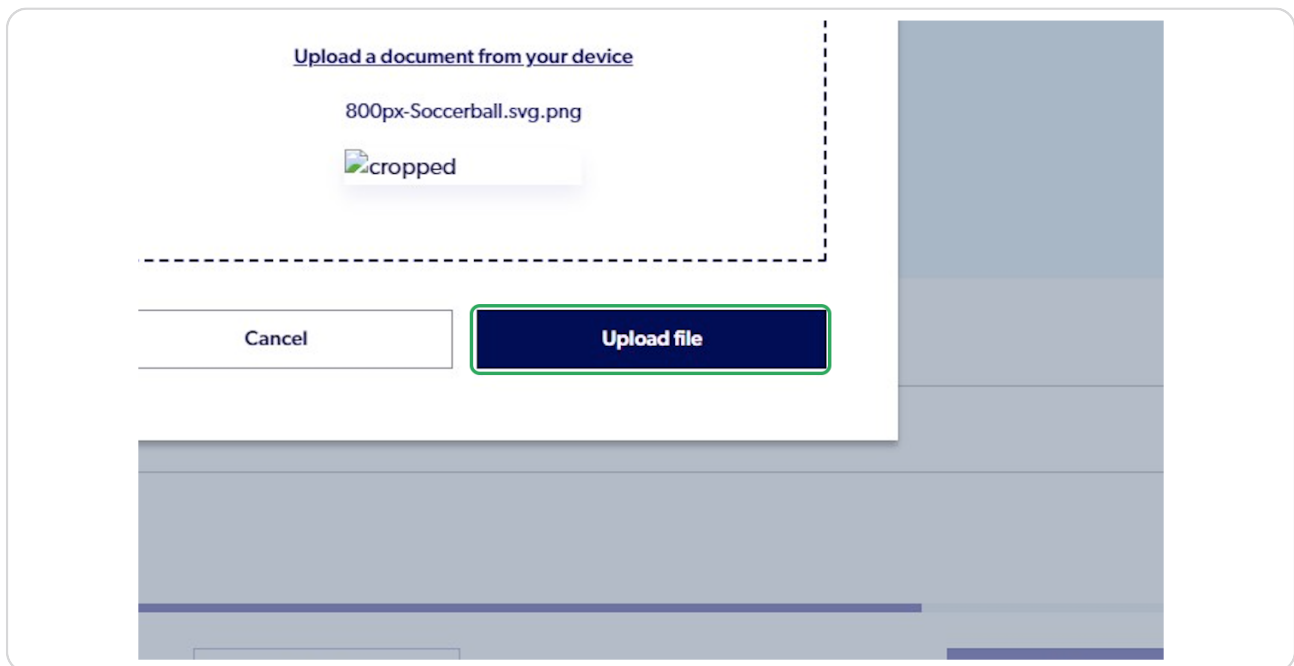 Upload a document from your device
800px-Soccerball.svg.png
cropped
Cancel
Upload file